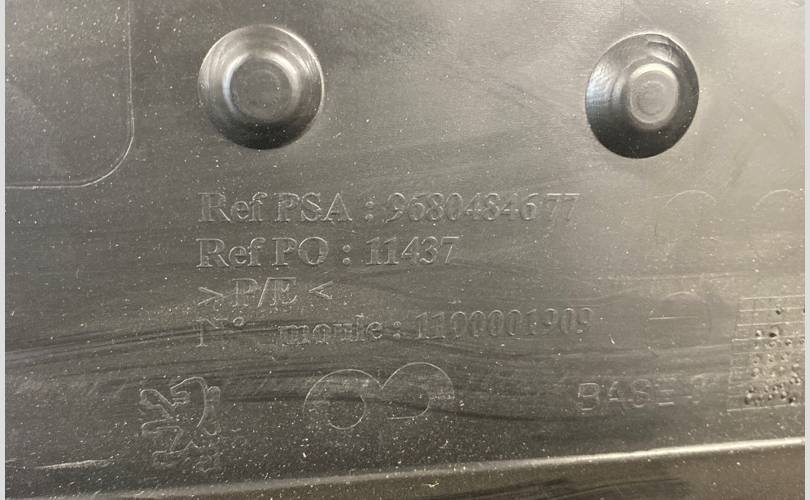 Ref PSA : 9680484677
Ref PO : 11437
> P/E <
N° moule : 1100001909
BASE